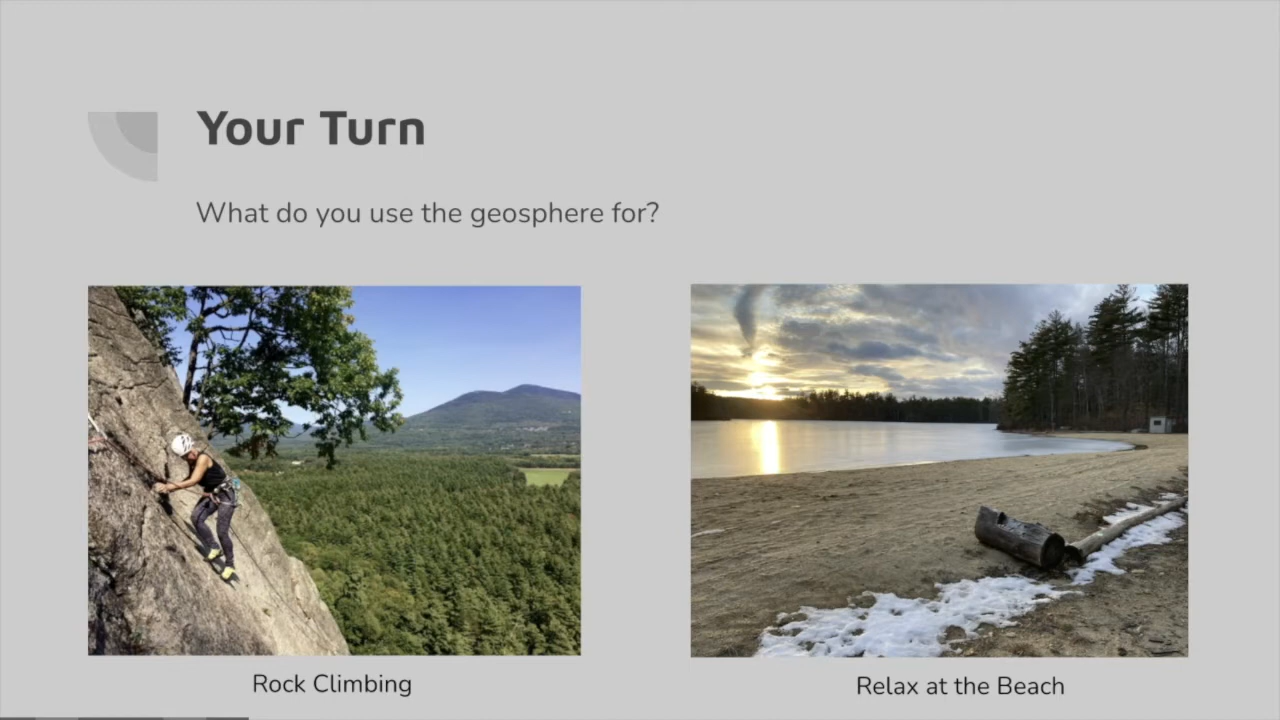 Your Turn
What do you use the geosphere for?
Rock Climbing
Relax at the Beach